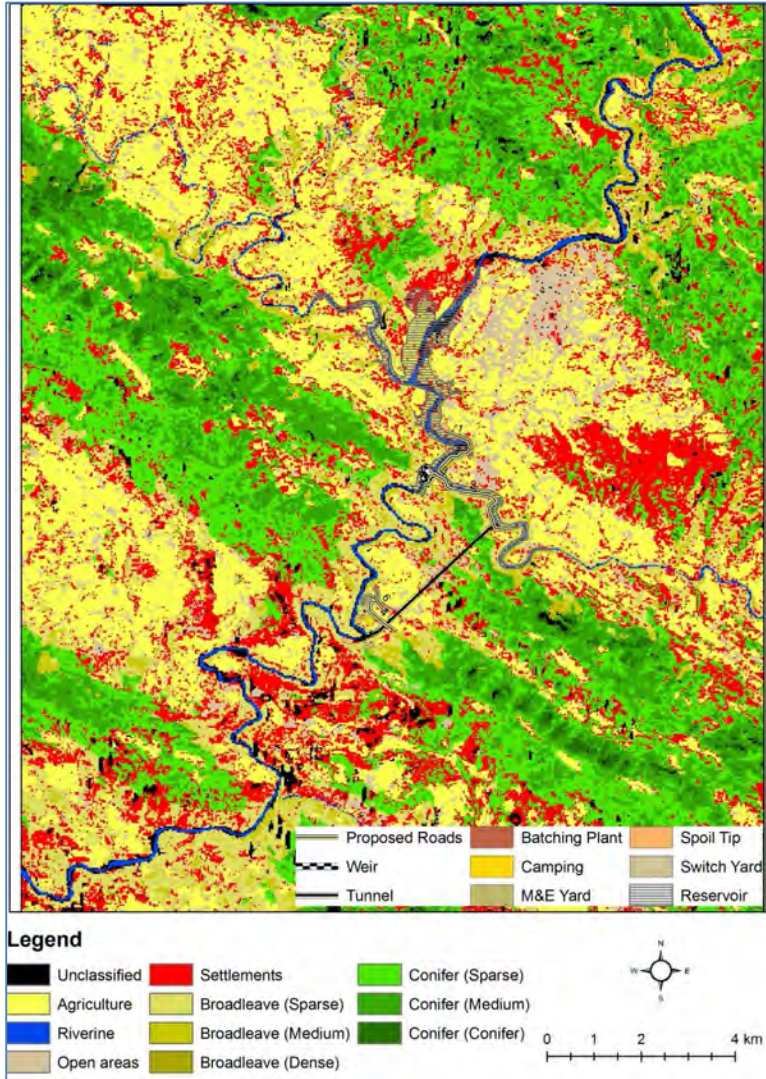 Proposed Roads Batching Plant Spoil Tip
Weir Camping Switch Yard
Tunnel M&E Yard Reservoir
Legend
Unclassified Settlements Conifer (Sparse)
Agriculture Broadleave (Sparse) Conifer (Medium)
Riverine Broadleave (Medium) Conifer (Conifer)
Open areas Broadleave (Dense)
N
W E
S
0 1 2 4 km